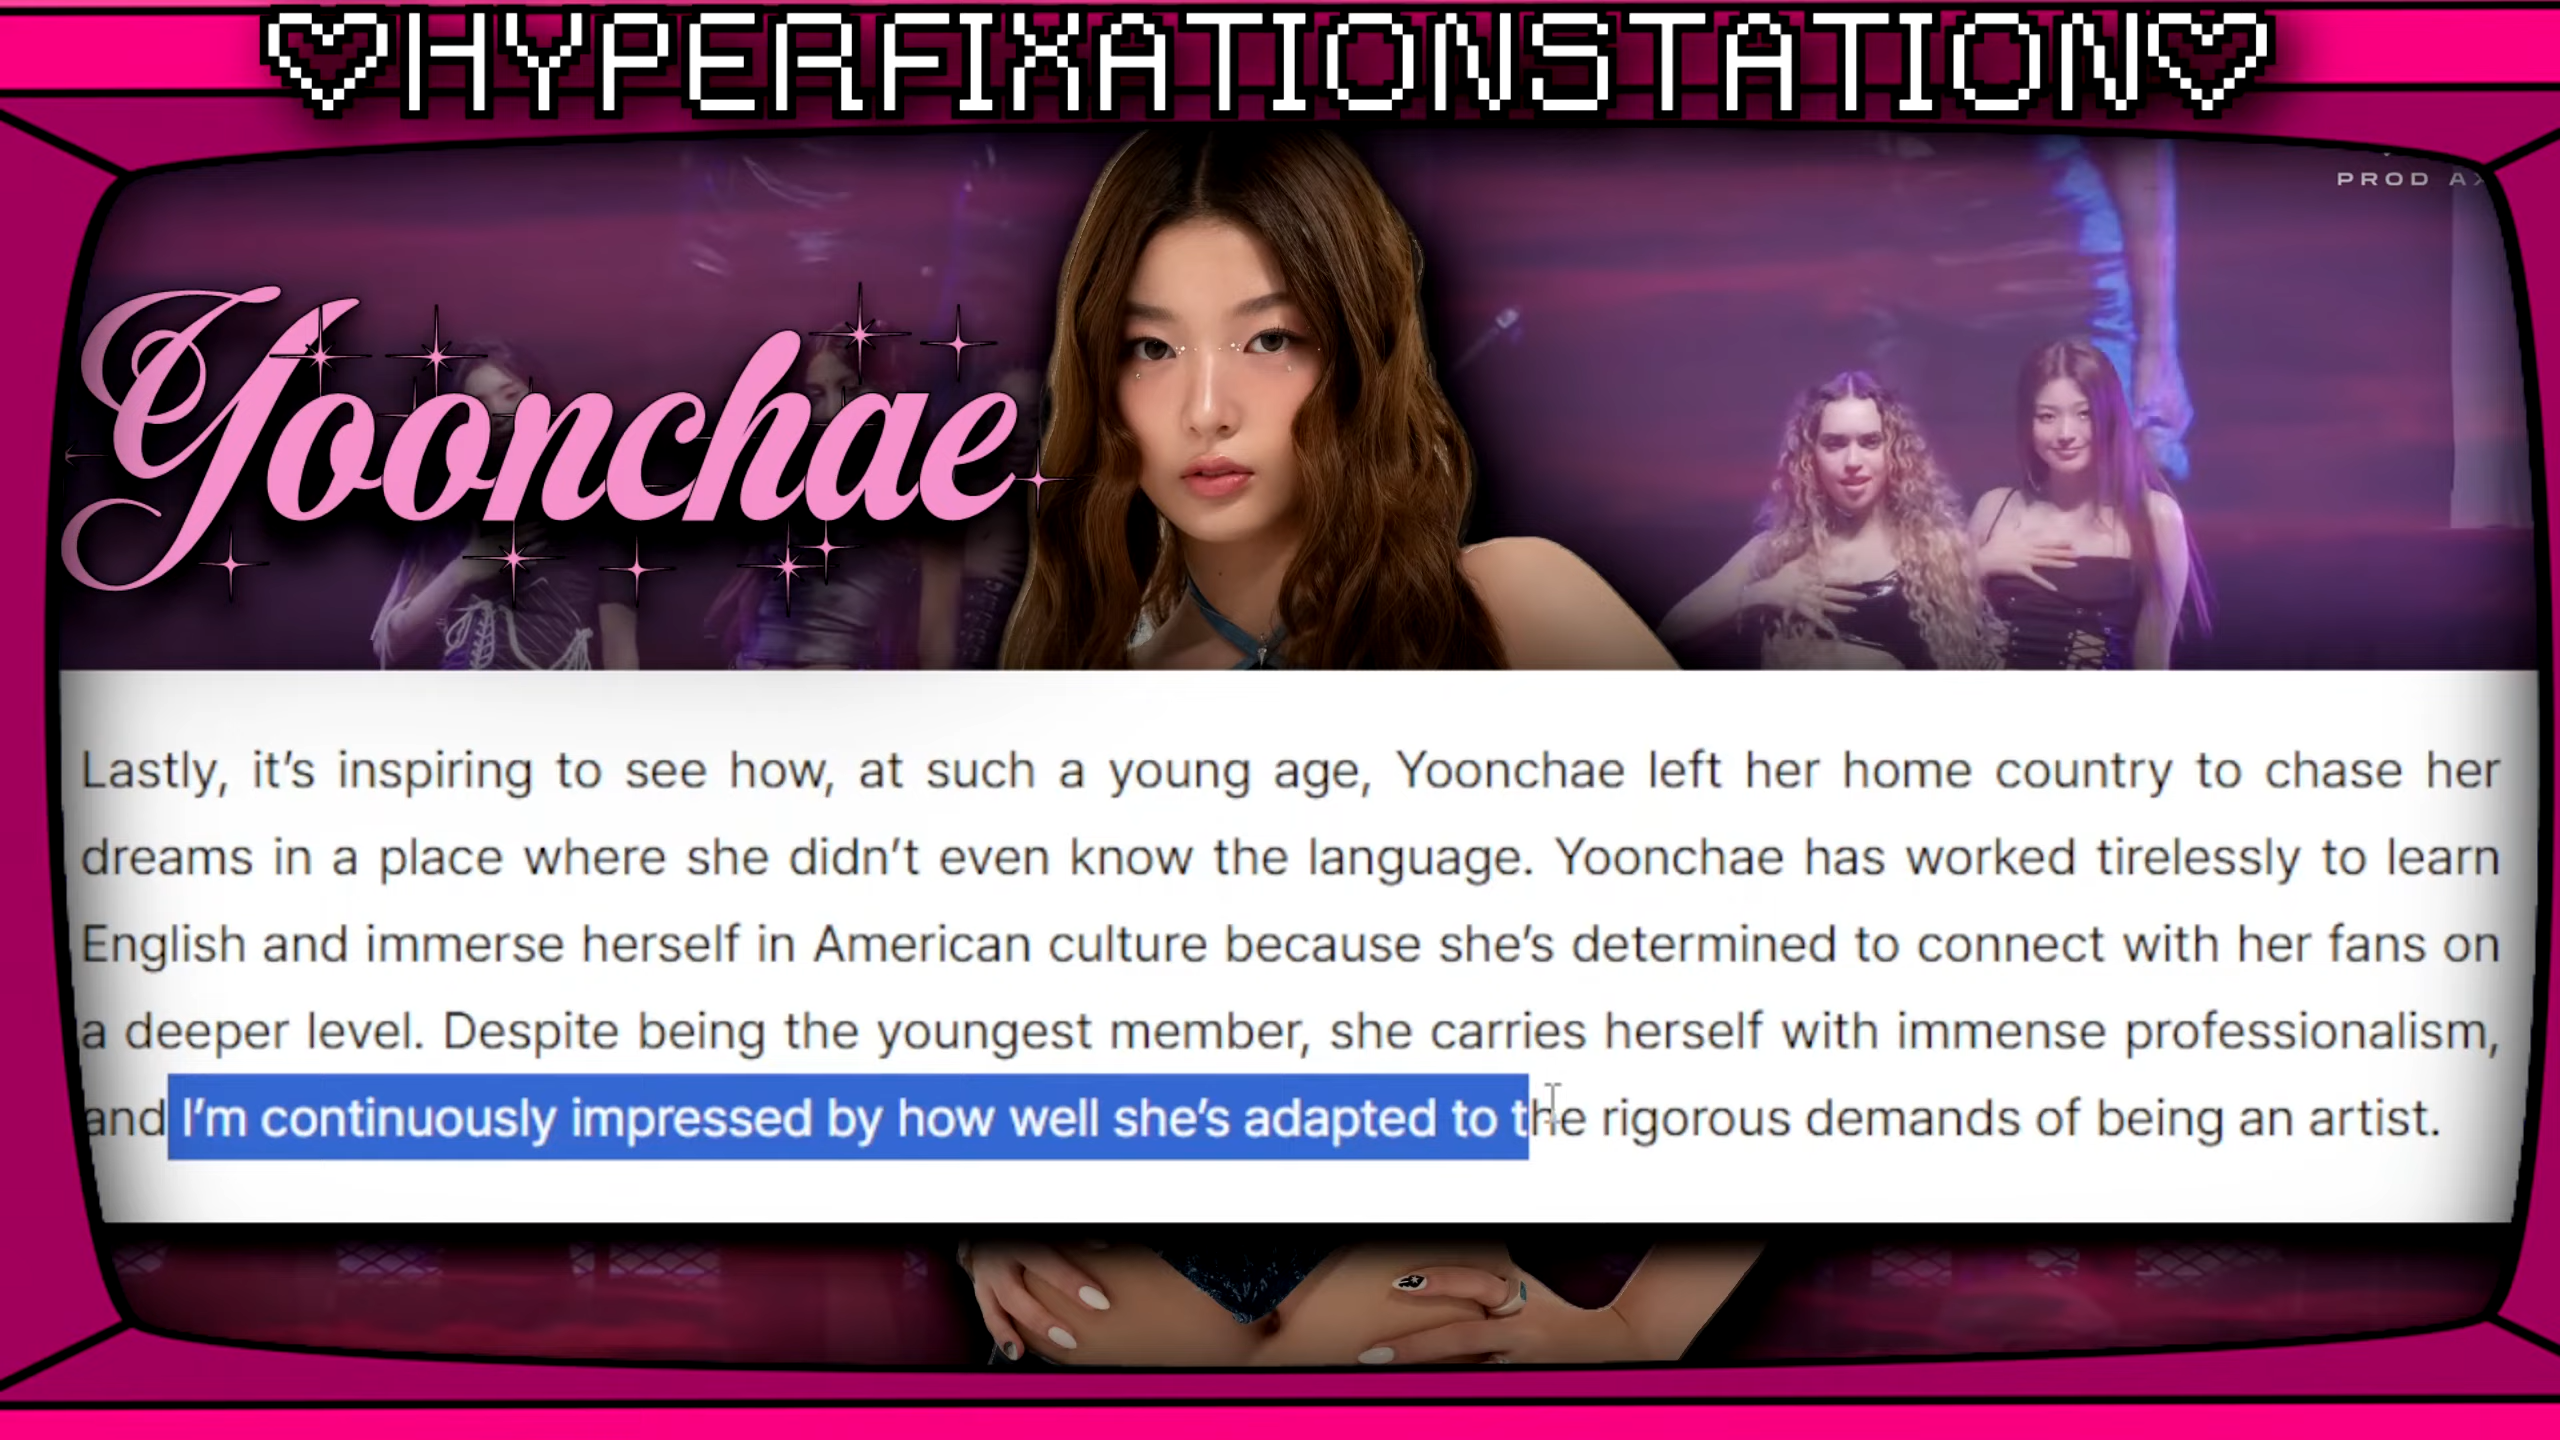 ♡HYPERFIXATIONSTATION♡
PROD
Yoonchae
Lastly, it’s inspiring to see how, at such a young age, Yoonchae left her home country to chase her
dreams in a place where she didn’t even know the language. Yoonchae has worked tirelessly to learn
English and immerse herself in American culture because she’s determined to connect with her fans on
a deeper level. Despite being the youngest member, she carries herself with immense professionalism,
and I’m continuously impressed by how well she’s adapted to the rigorous demands of being an artist.